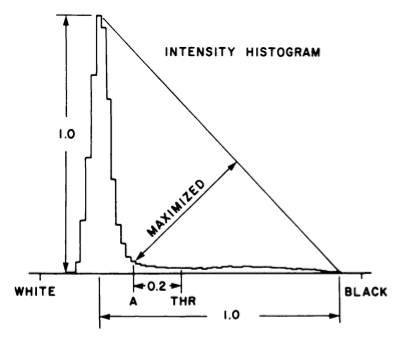 INTENSITY HISTOGRAM
1.0
MAXIMIZED
0.2
WHITE
A
THR
BLACK
1.0